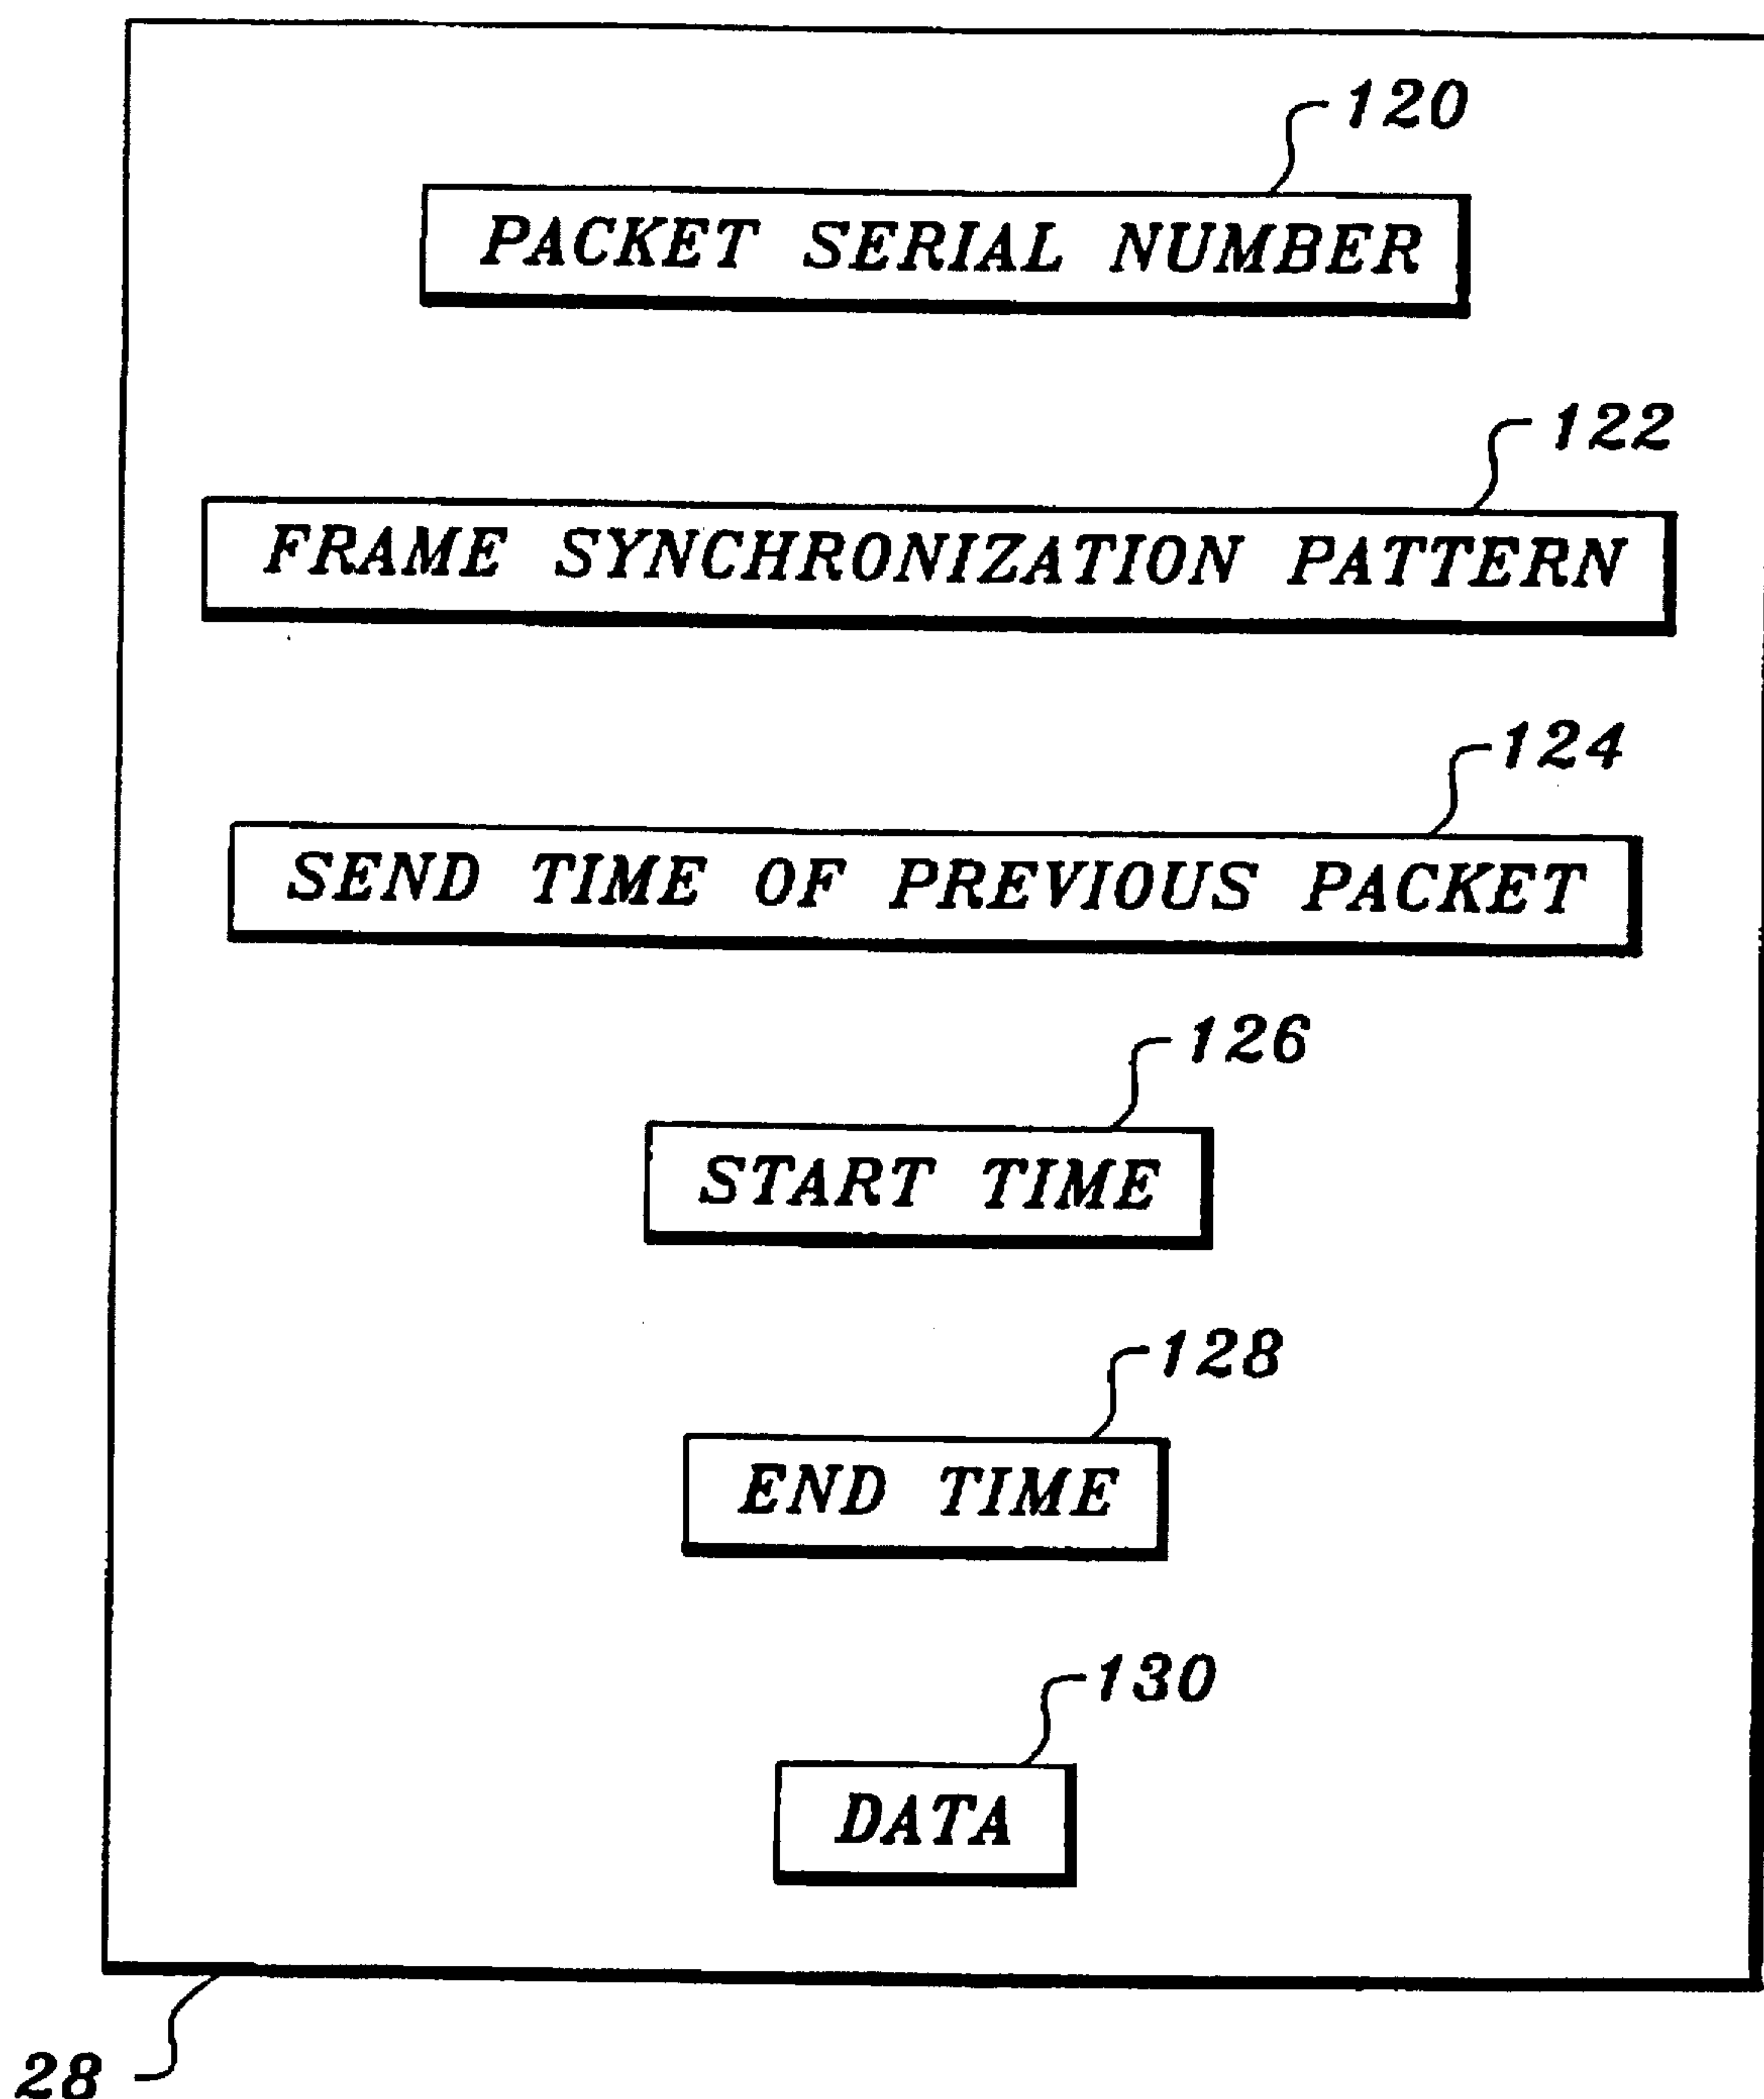 120
PACKET SERIAL NUMBER
122
FRAME SYNCHRONIZATION PATTERN
124
SEND TIME OF PREVIOUS PACKET
126
START TIME
128
END TIME
130
DATA
28